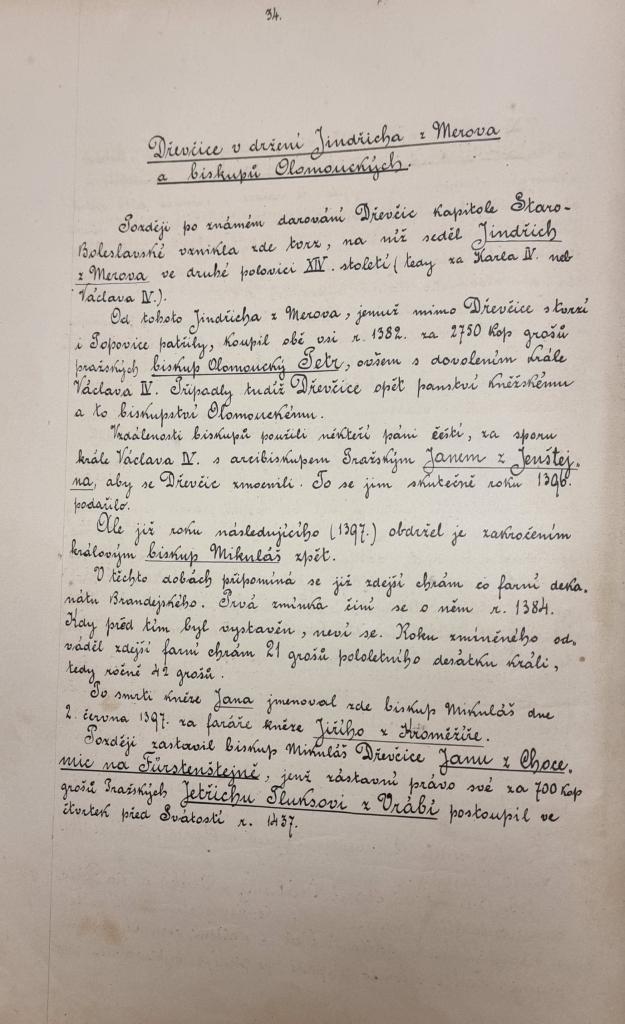 34.
Dřevčice v držení Jindřicha z Merova
a biskupů Olomouckých.
Později po známém darování Dřevčic kapitole Staro-
Boleslavské vznikla zde tvrz, na níž seděl Jindřich
z Merova ve druhé polovici XIV. století (tedy za Karla IV. neb
Václava IV.).
Od tohoto Jindřicha z Merova, jemuž mimo Dřevčice s tvrzí
i Popovice patřily, koupil obě vsi r. 1382. za 2750 kop grošů
pražských biskup Olomoucký Petr, ovšem s dovolením krále
Václava IV. Připadly tudíž Dřevčice opět panství kněžskému
a to biskupství Olomouckému.
Vzdálenosti biskupů použili někteří páni čeští, za sporu
krále Václava IV. s arcibiskupem Pražským Janem z Jenštej-
na, aby se Dřevčic zmocnili. To se jim skutečně roku 1396.
podařilo.
Ale již roku následujícího (1397.) obdržel je zakročením
královým biskup Mikuláš zpět.
V těchto dobách připomíná se již zdejší chrám co farní deka-
nátu Brandejského. Prvá zmínka činí se o něm r. 1384.
Kdy před tím byl vystavěn, neví se. Roku zmíněného od-
váděl zdejší farní chrám 21 grošů pololetního desátku králi,
tedy ročně 42 grošů.
Po smrti kněze Jana jmenoval zde biskup Mikuláš dne
2. června 1397. za faráře kněze Jiřího z Kroměříže.
Později zastavil biskup Mikuláš Dřevčice Janu z Choce-
mic na Fürstenštejně, jenž zástavní právo své za 700 kop
grošů Pražských Jetřichu Fluksovi z Vrábí postoupil ve
čtvrtek před Svátostí r. 1437.